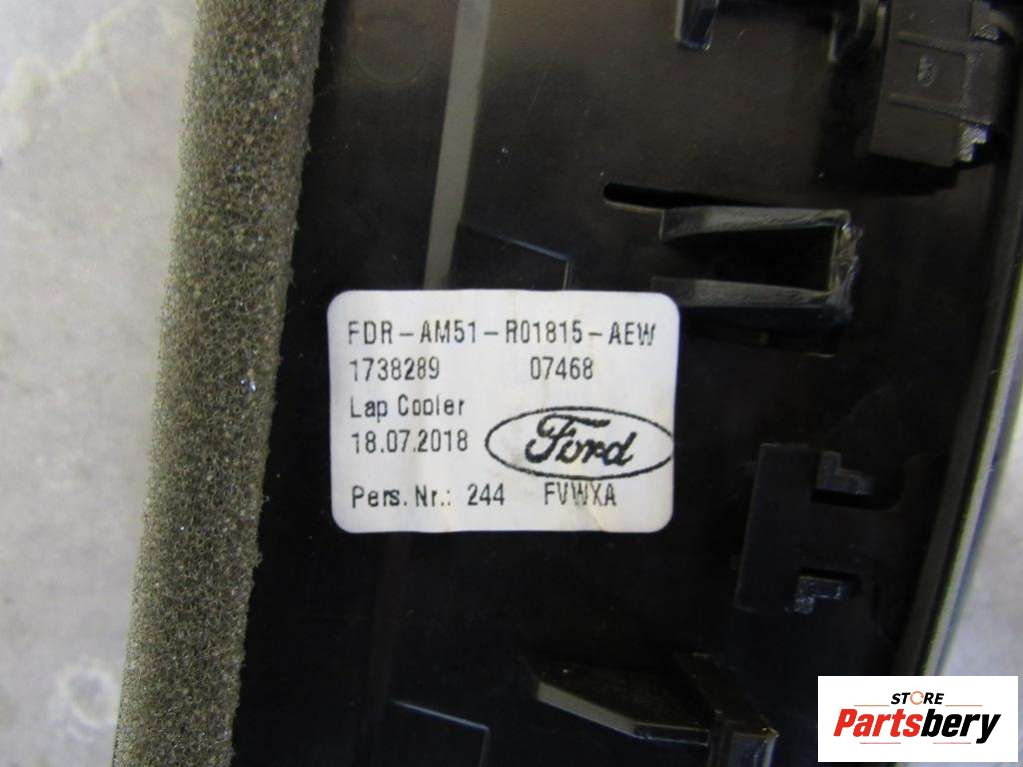 FDR-AM51-R01815-AEW
1738289 07468
Lap Cooler
18.07.2018 Ford
Pers. Nr.: 244 FVWXA
STORE
Partsbery